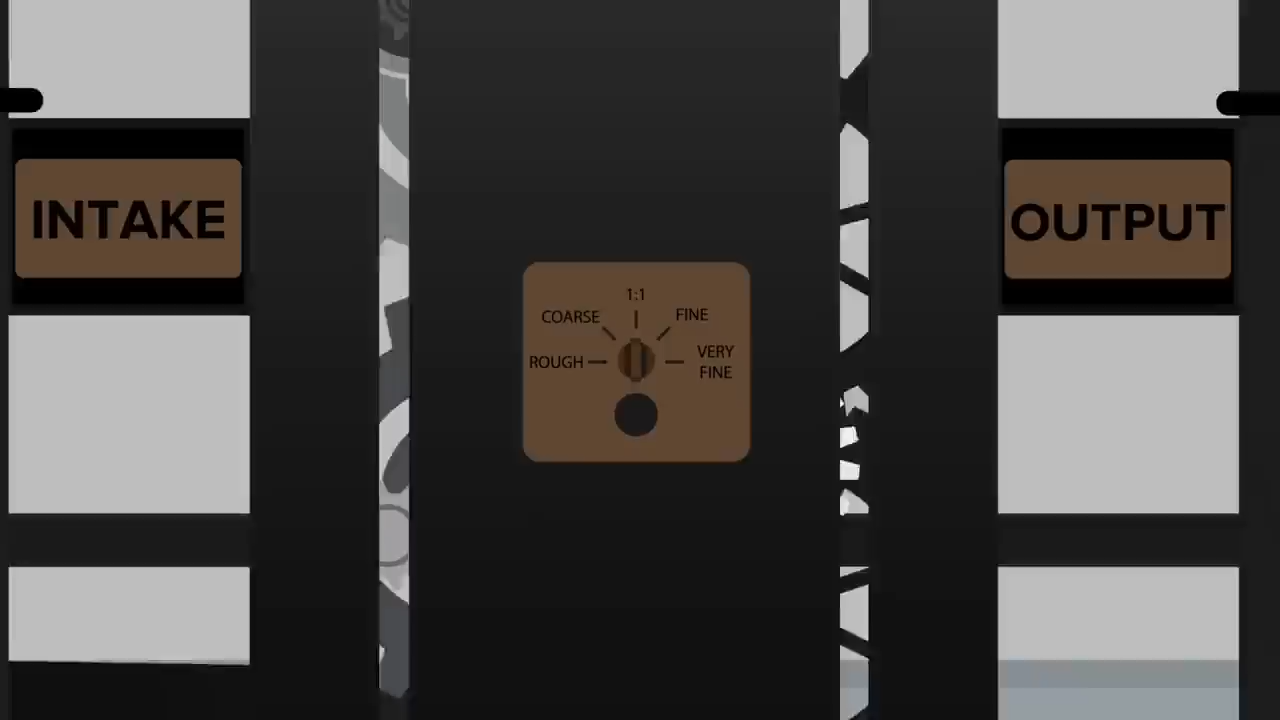 INTAKE
OUTPUT
1:1
COARSE
FINE
ROUGH
VERY
FINE